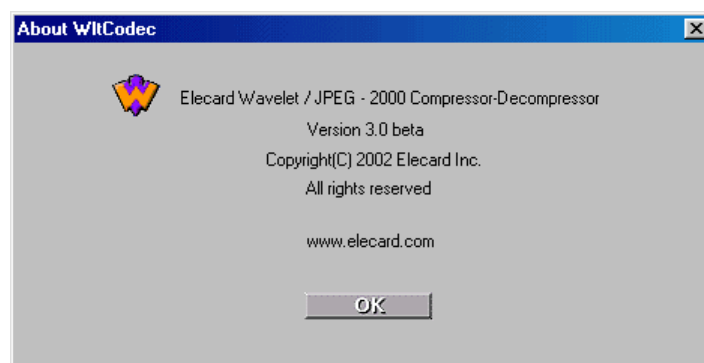 About WltCodec
Elecard Wavelet / JPEG - 2000 Compressor-Decompressor
Version 3.0 beta
Copyright(C) 2002 Elecard Inc.
All rights reserved
www.elecard.com
OK